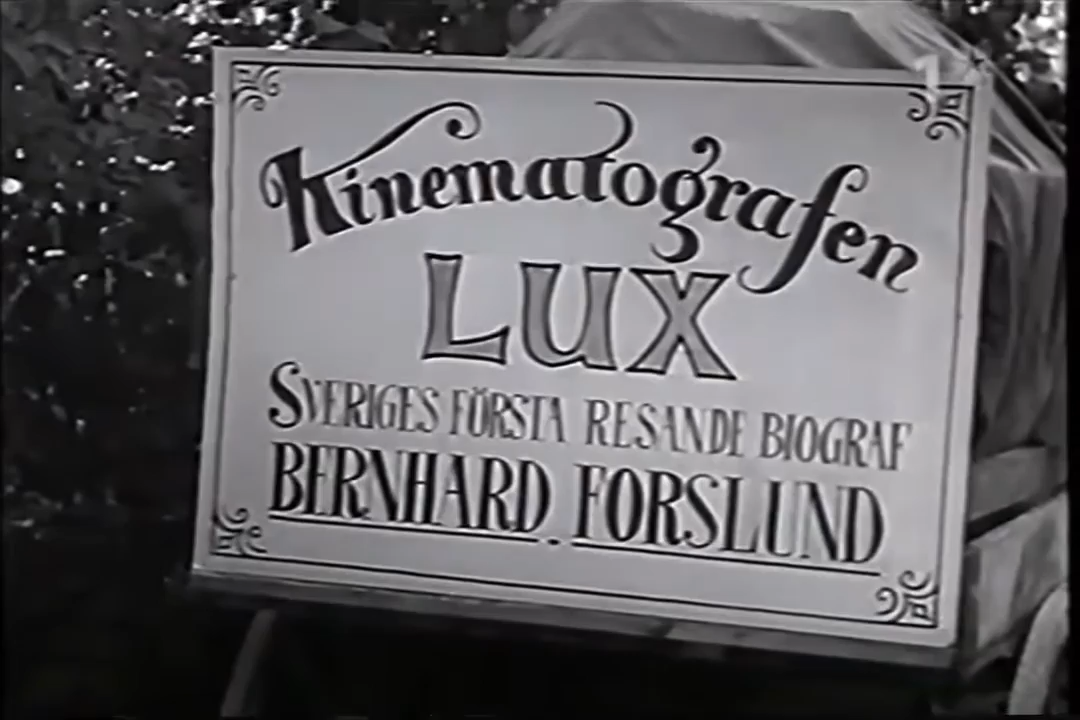 Kinematografen
LUX
SVERIGES FÖRSTA RESANDE BIOGRAF
BERNHARD. FORSLUND